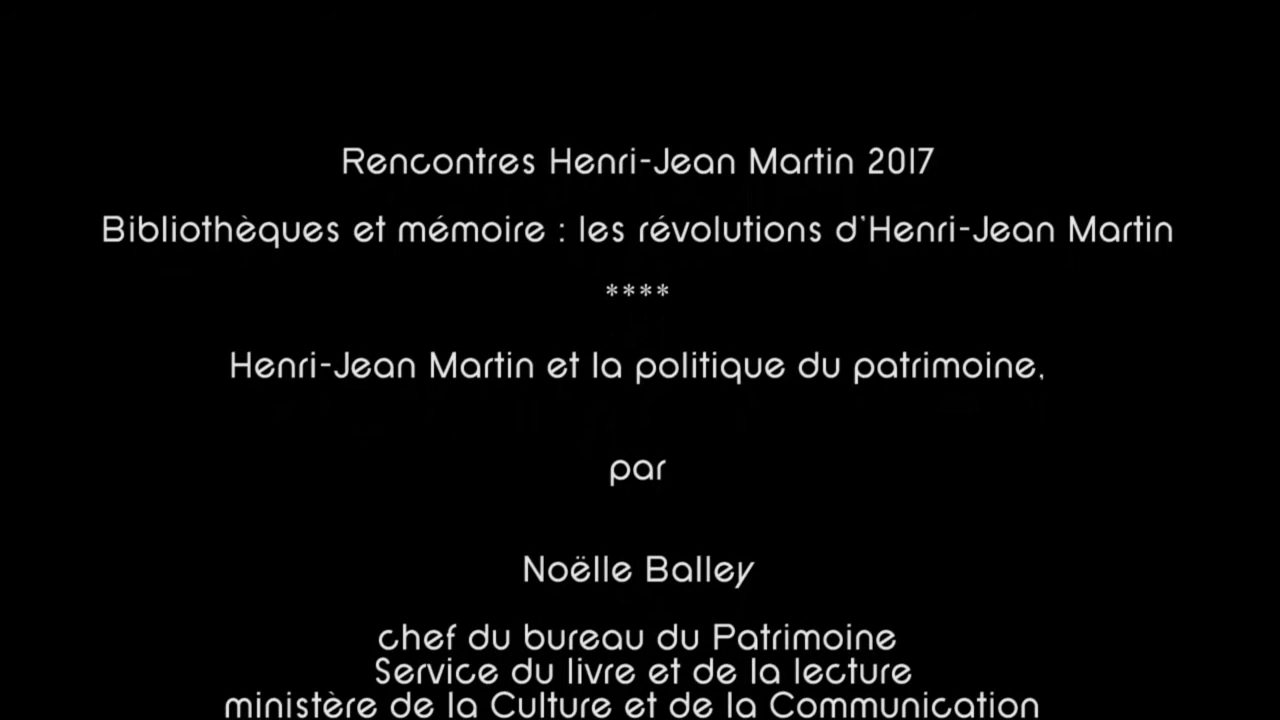 Rencontres Henri-Jean Martin 2017
Bibliothèques et mémoire : les révolutions d'Henri-Jean Martin
****
Henri-Jean Martin et la politique du patrimoine,
par
Noëlle Balley
chef du bureau du Patrimoine
Service du livre et de la lecture
ministère de la Culture et de la Communication